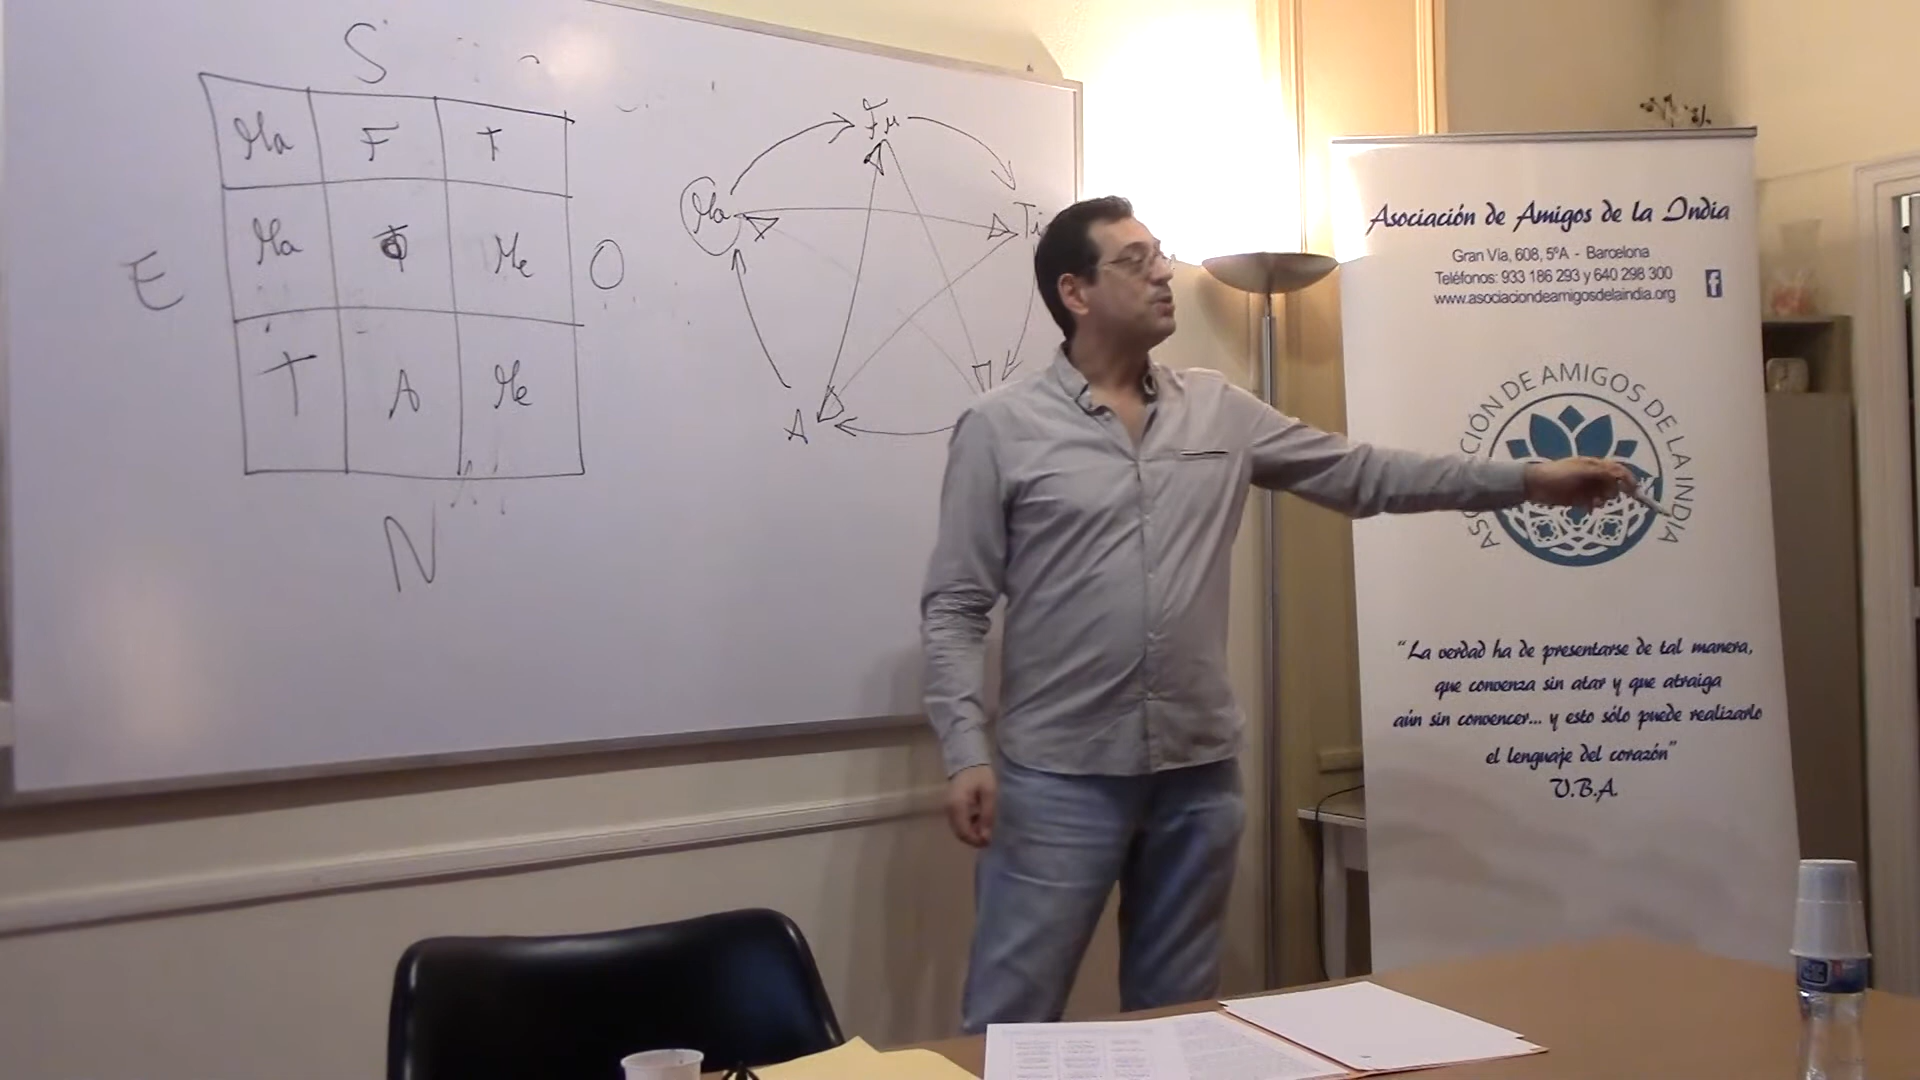 S
Ma F T
E Ma Me O
T A Me
N
Fu
Ma Ti
A
Asociación de Amigos de la India
Gran Vía, 608, 5ºA - Barcelona
Teléfonos: 933 186 293 y 640 298 300
www.asociaciondeamigosdelaindia.org
f
ASOCIACIÓN DE AMIGOS DE LA INDIA
"La verdad ha de presentarse de tal manera,
que convenza sin atar y que atraiga
aún sin convencer... y esto sólo puede realizarlo
el lenguaje del corazón"
V.B.A.